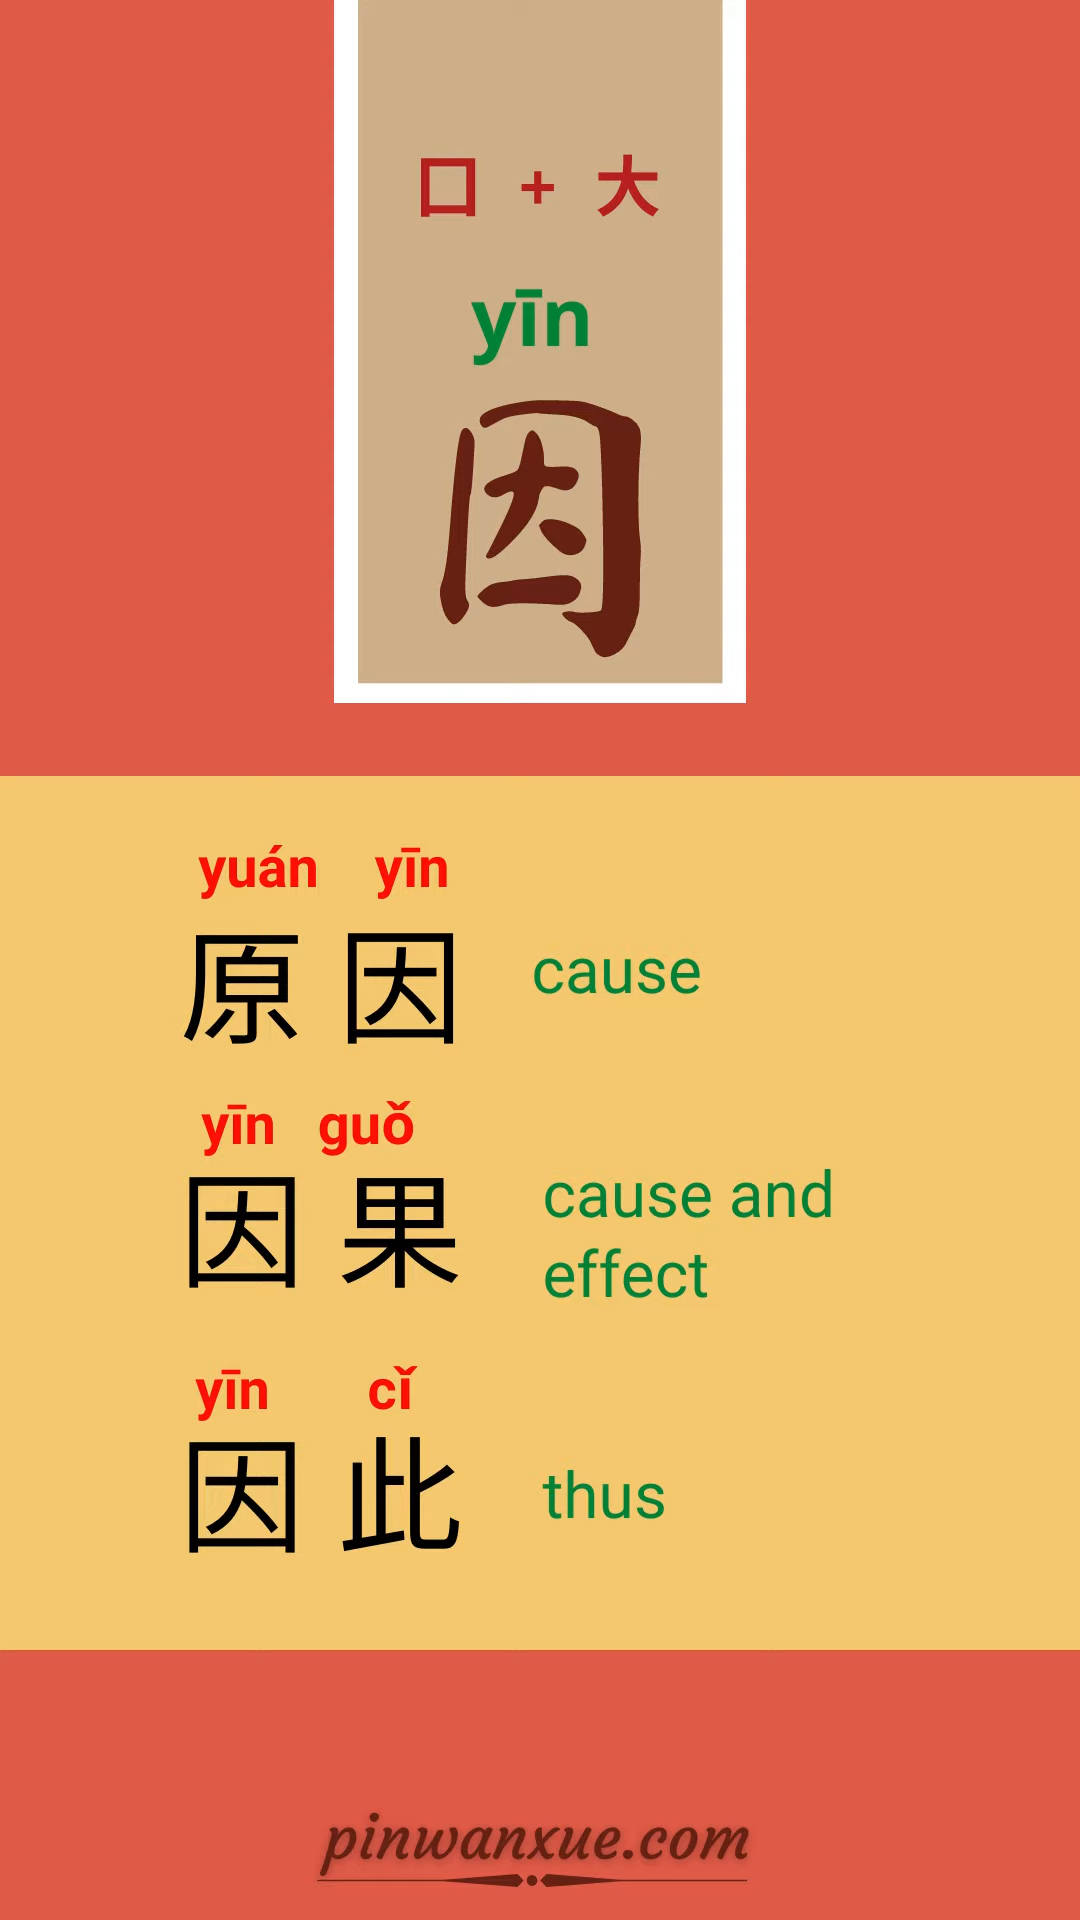 囗 + 大
yīn
因
yuán yīn
原因 cause
yīn guǒ
因果 cause and
effect
yīn cǐ
因此 thus
pinwanxue.com